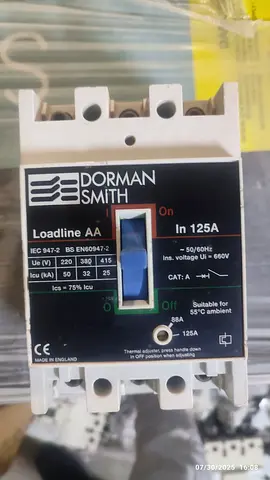 DORMAN
SMITH
Loadline AA
In 125A
I On
IEC 947-2 BS EN60947-2
Ue (V) 220 380 415
Icu (kA) 50 32 25
Ics = 75% Icu
~ 50/60Hz
ins. voltage Ui = 660V
CAT: A
O Off
Suitable for
55°C ambient
88A
125A
CE
MADE IN ENGLAND
Thermal adjuster, press handle down
in OFF position when adjusting
07/30/2025 16:08